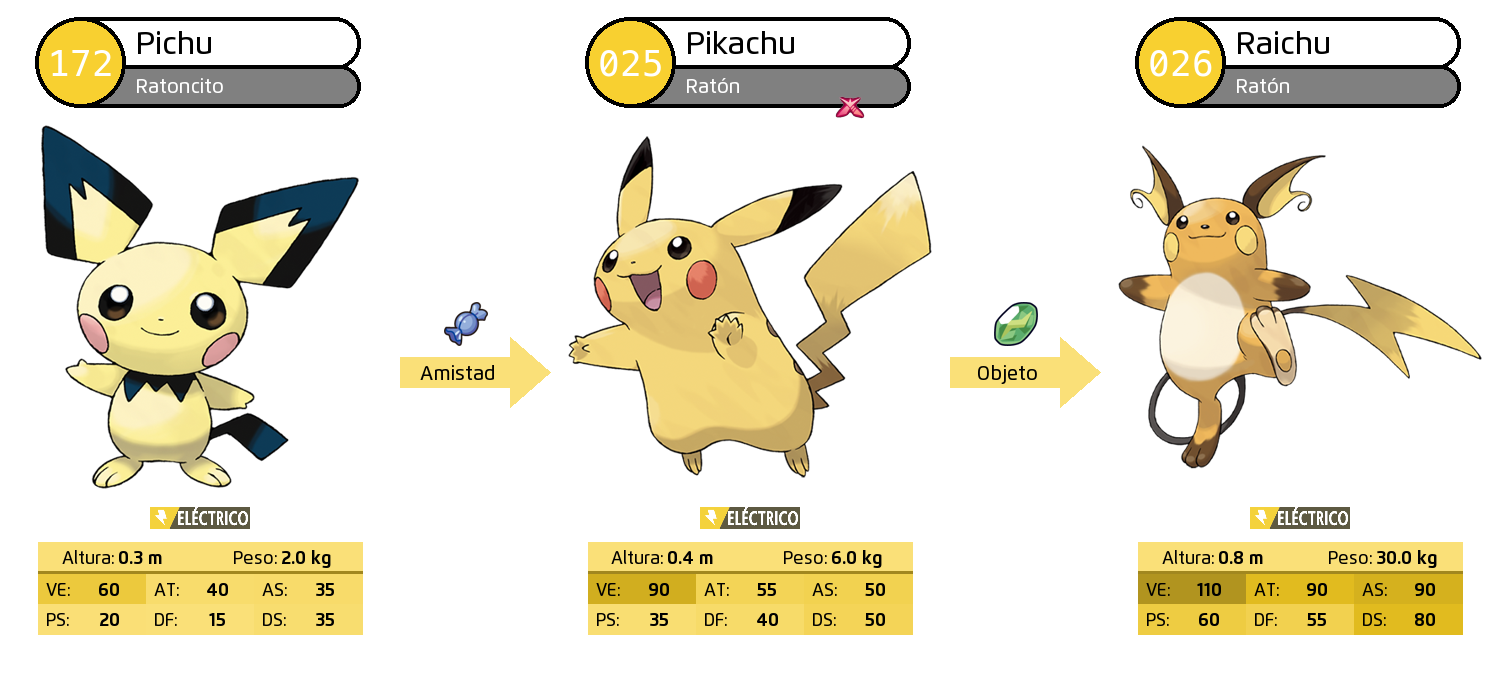 172 Pichu
Ratoncito
025 Pikachu
Ratón
026 Raichu
Ratón
Amistad
Objeto
ELÉCTRICO
Altura: 0.3 m Peso: 2.0 kg
VE: 60 AT: 40 AS: 35
PS: 20 DF: 15 DS: 35
ELÉCTRICO
Altura: 0.4 m Peso: 6.0 kg
VE: 90 AT: 55 AS: 50
PS: 35 DF: 40 DS: 50
ELÉCTRICO
Altura: 0.8 m Peso: 30.0 kg
VE: 110 AT: 90 AS: 90
PS: 60 DF: 55 DS: 80